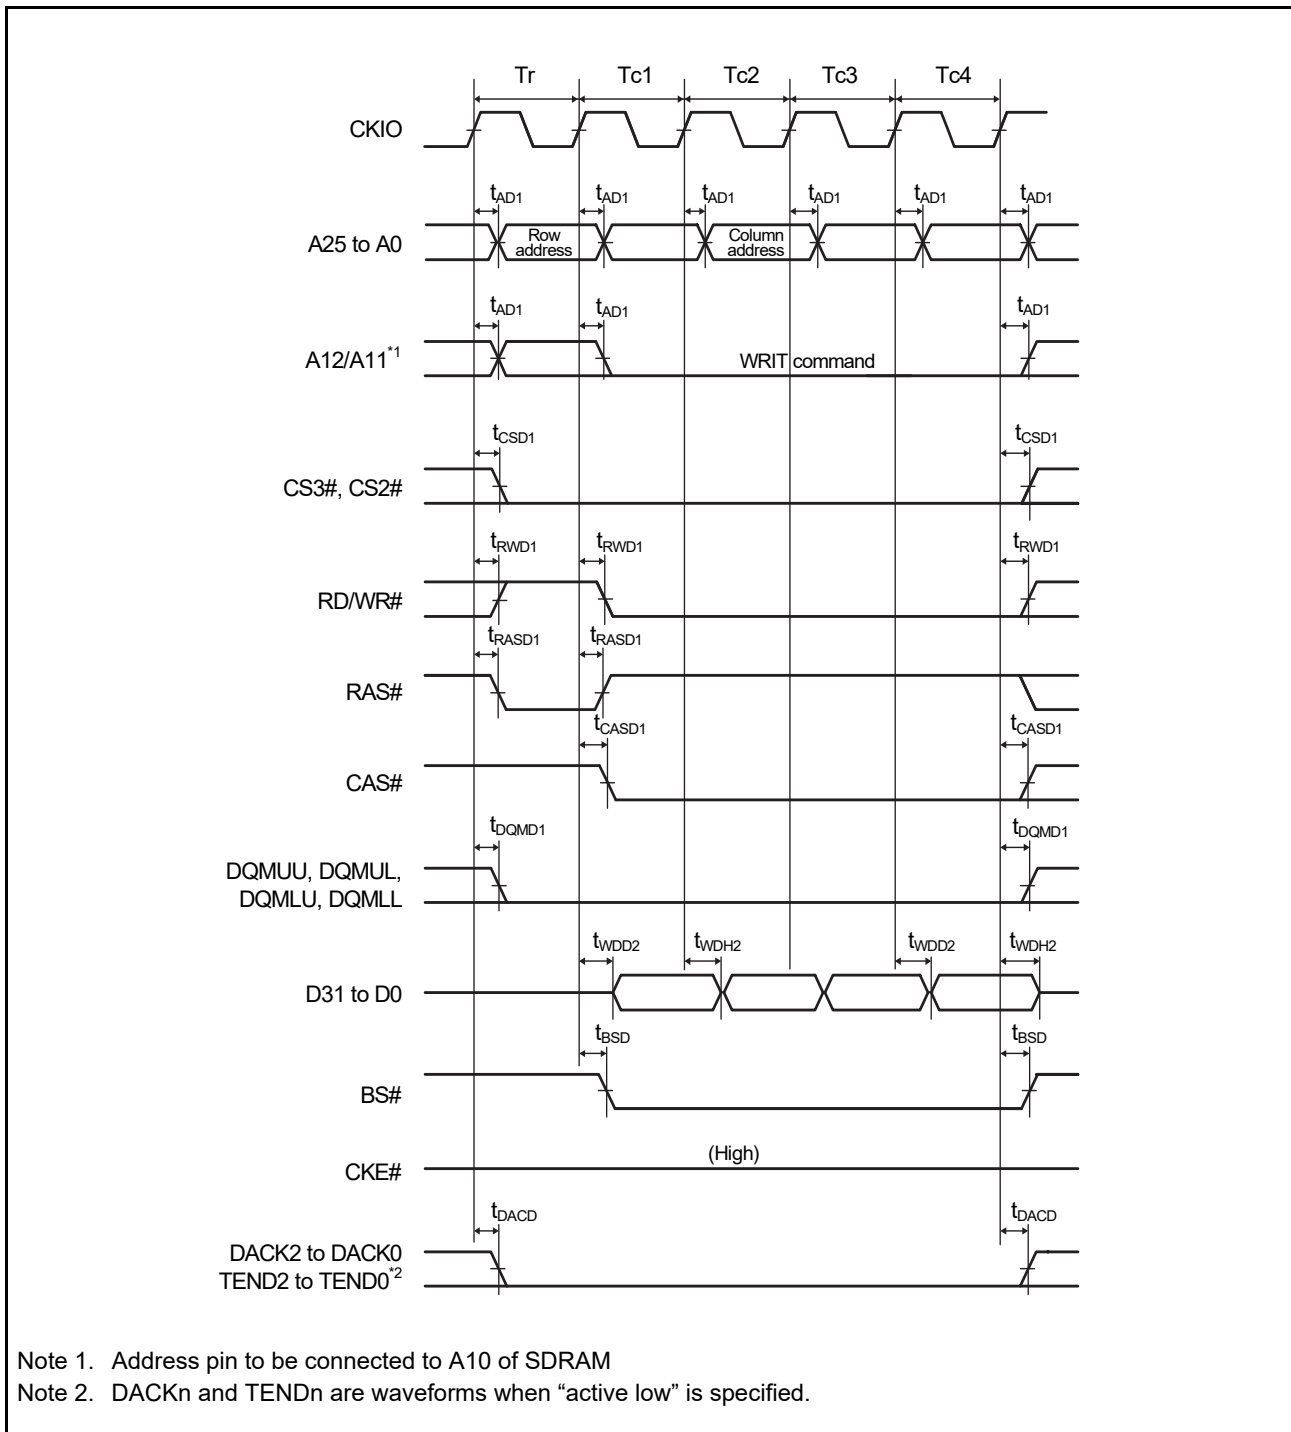 Tr Tc1 Tc2 Tc3 Tc4
CKIO
tAD1 tAD1 tAD1 tAD1 tAD1 tAD1
A25 to A0
Row
address
Column
address
tAD1 tAD1 tAD1
A12/A11*1
WRIT command
tCSD1 tCSD1
CS3#, CS2#
tRWD1 tRWD1 tRWD1
RD/WR#
tRASD1 tRASD1
RAS#
tCASD1 tCASD1
CAS#
tDQMD1 tDQMD1
DQMUU, DQMUL,
DQMLU, DQMLL
tWDD2 tWDH2 tWDD2 tWDH2
D31 to D0
tBSD tBSD
BS#
(High)
CKE#
tDACD tDACD
DACK2 to DACK0
TEND2 to TEND0*2
Note 1. Address pin to be connected to A10 of SDRAM
Note 2. DACKn and TENDn are waveforms when “active low” is specified.